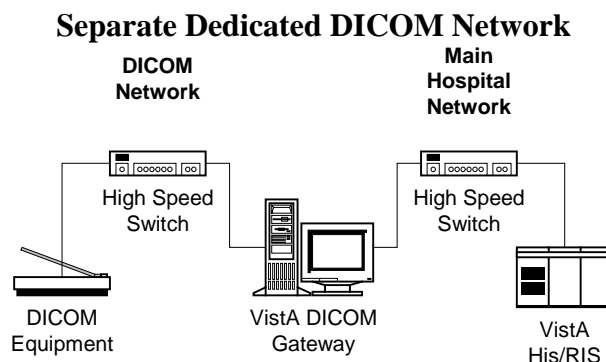 Separate Dedicated DICOM Network
DICOM
Network
Main
Hospital
Network
High Speed
Switch
High Speed
Switch
DICOM
Equipment
VistA DICOM
Gateway
VistA
His/RIS